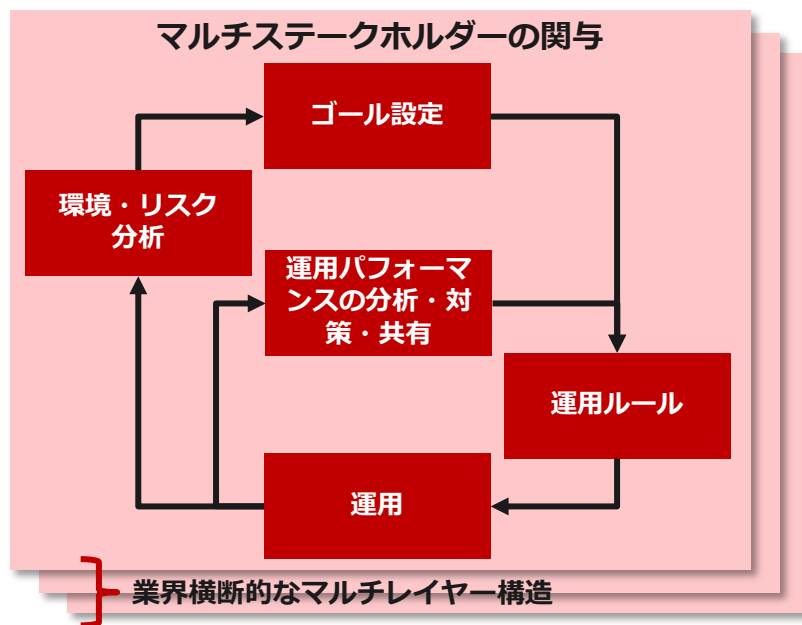 マルチステークホルダーの関与
ゴール設定
環境・リスク
分析
運用パフォーマ
ンスの分析・対
策・共有
運用ルール
運用
業界横断的なマルチレイヤー構造